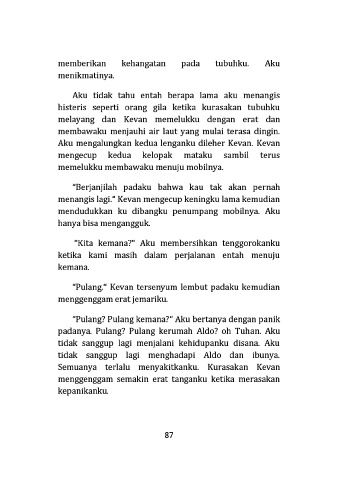 memberikan kehangatan pada tubuhku. Aku
menikmatinya.
Aku tidak tahu entah berapa lama aku menangis
histeris seperti orang gila ketika kurasakan tubuhku
melayang dan Kevan memelukku dengan erat dan
membawaku menjauhi air laut yang mulai terasa dingin.
Aku mengalungkan kedua lenganku dileher Kevan. Kevan
mengecup kedua kelopak mataku sambil terus
memelukku membawaku menuju mobilnya.
"Berjanjilah padaku bahwa kau tak akan pernah
menangis lagi." Kevan mengecup keningku lama kemudian
mendudukkan ku dibangku penumpang mobilnya. Aku
hanya bisa mengangguk.
"Kita kemana?" Aku membersihkan tenggorokanku
ketika kami masih dalam perjalanan entah menuju
kemana.
"Pulang." Kevan tersenyum lembut padaku kemudian
menggenggam erat jemariku.
"Pulang? Pulang kemana?" Aku bertanya dengan panik
padanya. Pulang? Pulang kerumah Aldo? oh Tuhan. Aku
tidak sanggup lagi menjalani kehidupanku disana. Aku
tidak sanggup lagi menghadapi Aldo dan ibunya.
Semuanya terlalu menyakitkanku. Kurasakan Kevan
menggenggam semakin erat tanganku ketika merasakan
kepanikanku.
87